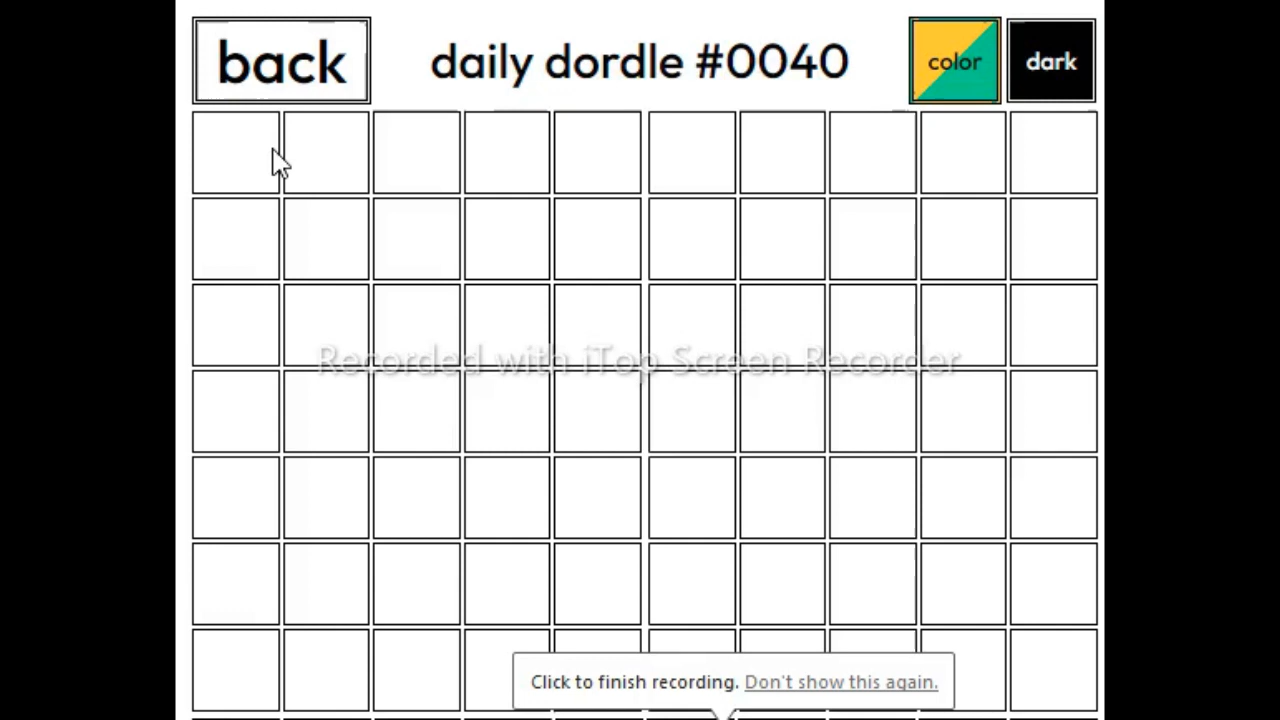 back
daily dordle #0040
color
dark
Recorded with iTop Screen Recorder
Click to finish recording. Don't show this again.